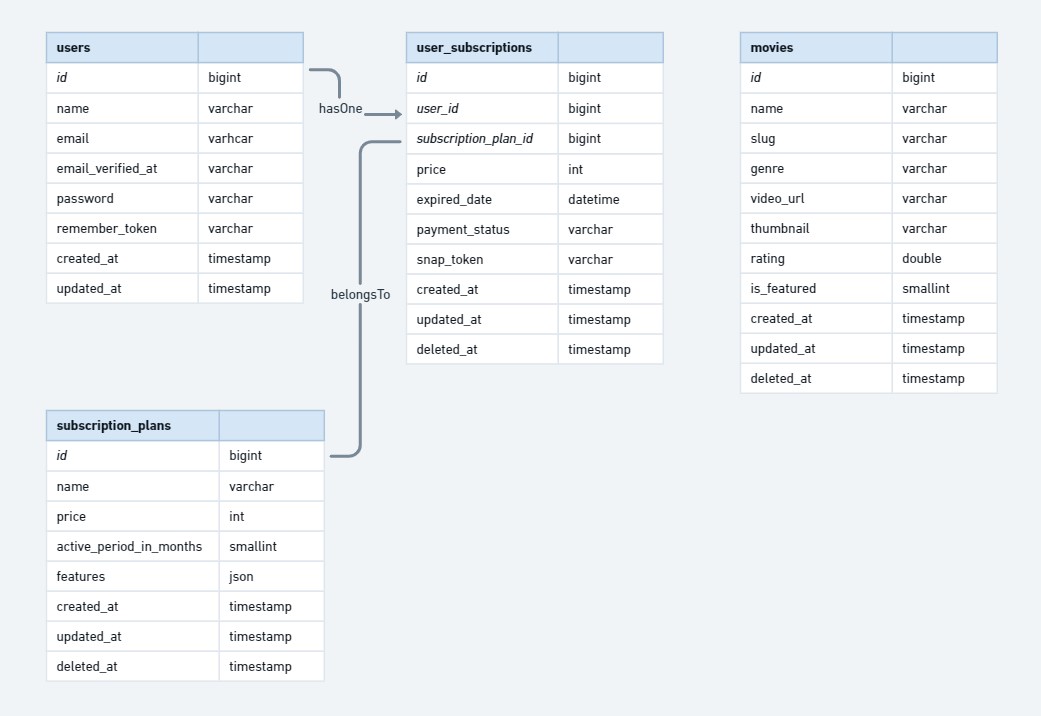 users
id bigint
name varchar
email varhcar
email_verified_at varchar
password varchar
remember_token varchar
created_at timestamp
updated_at timestamp
hasOne
user_subscriptions
id bigint
user_id bigint
subscription_plan_id bigint
price int
expired_date datetime
payment_status varchar
snap_token varchar
created_at timestamp
updated_at timestamp
deleted_at timestamp
belongsTo
movies
id bigint
name varchar
slug varchar
genre varchar
video_url varchar
thumbnail varchar
rating double
is_featured smallint
created_at timestamp
updated_at timestamp
deleted_at timestamp
subscription_plans
id bigint
name varchar
price int
active_period_in_months smallint
features json
created_at timestamp
updated_at timestamp
deleted_at timestamp